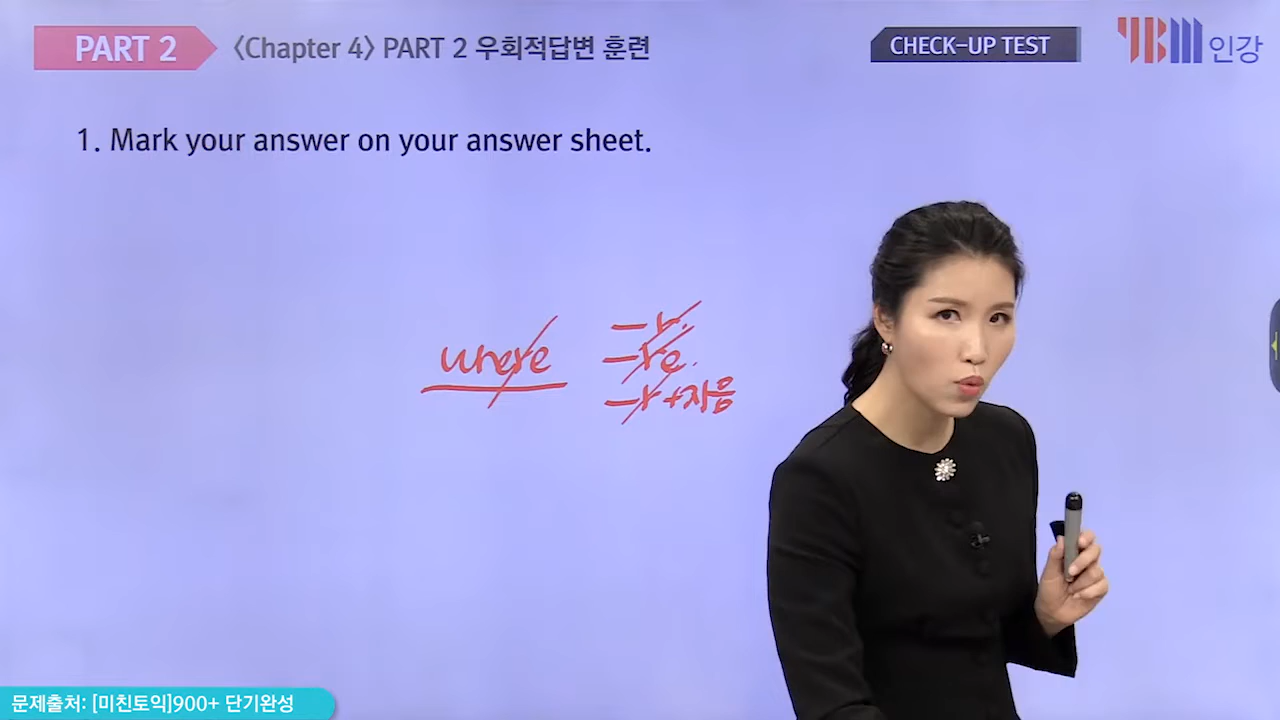 PART 2
〈Chapter 4〉 PART 2 우회적답변 훈련
CHECK-UP TEST
YBM 인강
1. Mark your answer on your answer sheet.
where
-r.
-re.
-r+자음
문제출처: [미친토익]900+ 단기완성